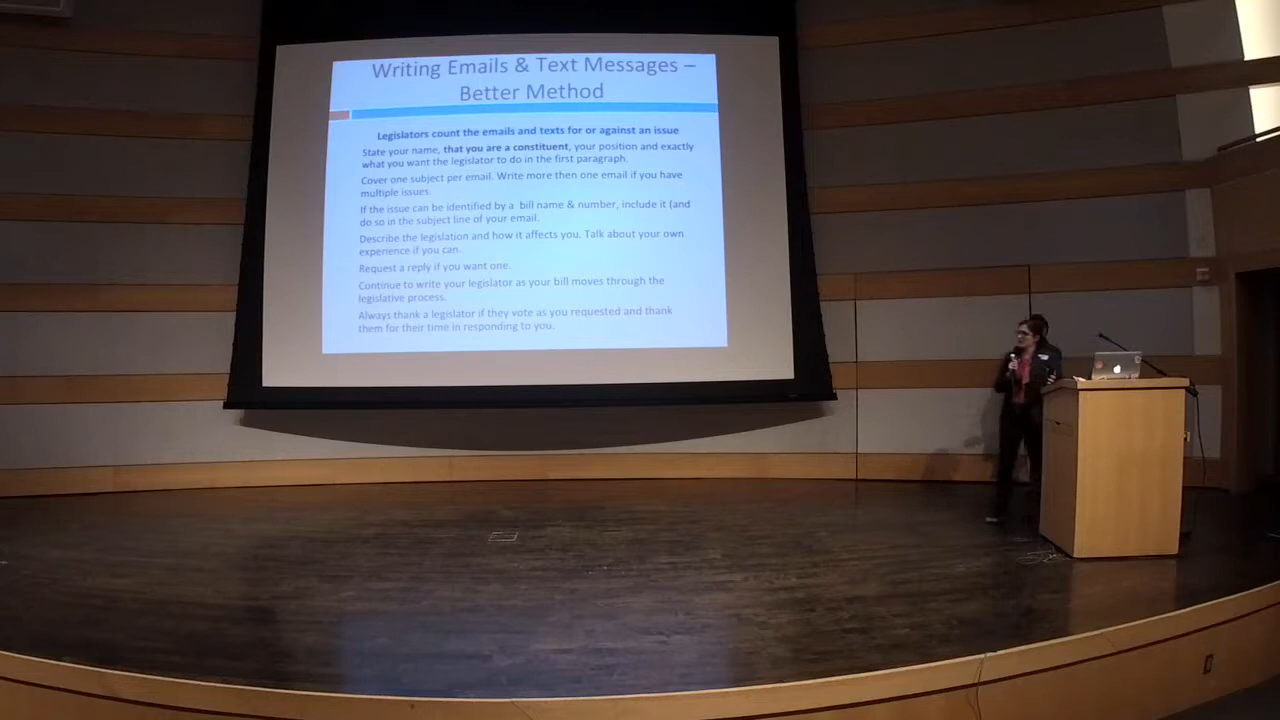 Writing Emails & Text Messages –
Better Method
Legislators count the emails and texts for or against an issue
State your name, that you are a constituent, your position and exactly
what you want the legislator to do in the first paragraph.
Cover one subject per email. Write more then one email if you have
multiple issues.
If the issue can be identified by a bill name & number, include it (and
do so in the subject line of your email.
Describe the legislation and how it affects you. Talk about your own
experience if you can.
Request a reply if you want one.
Continue to write your legislator as your bill moves through the
legislative process.
Always thank a legislator if they vote as you requested and thank
them for their time in responding to you.